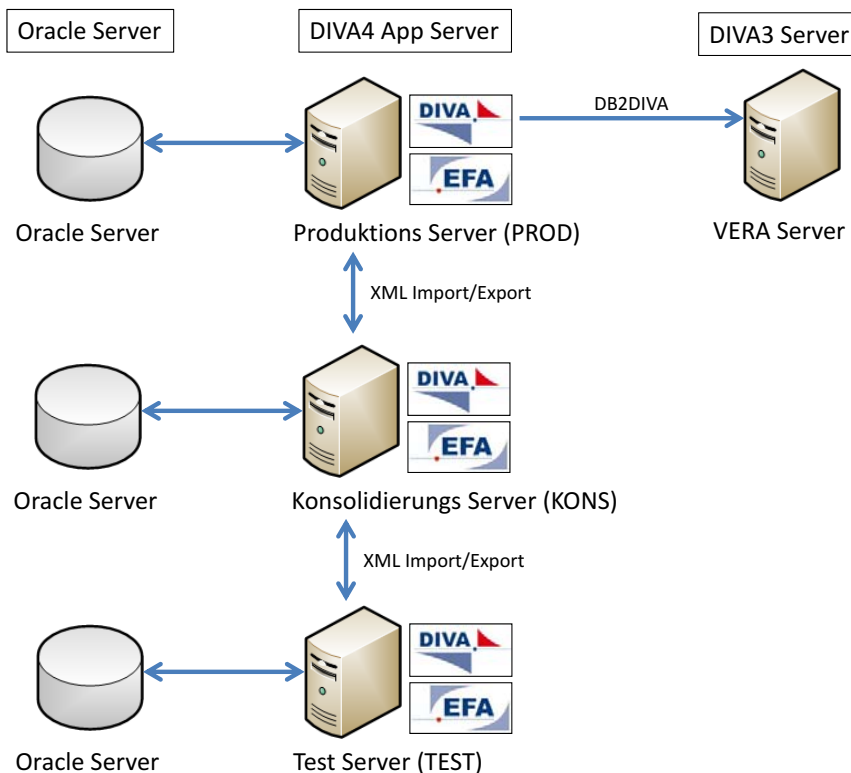 Oracle Server
DIVA4 App Server
DIVA3 Server
DIVA
EFA
DB2DIVA
Oracle Server
Produktions Server (PROD)
VERA Server
XML Import/Export
DIVA
EFA
Oracle Server
Konsolidierungs Server (KONS)
XML Import/Export
DIVA
EFA
Oracle Server
Test Server (TEST)